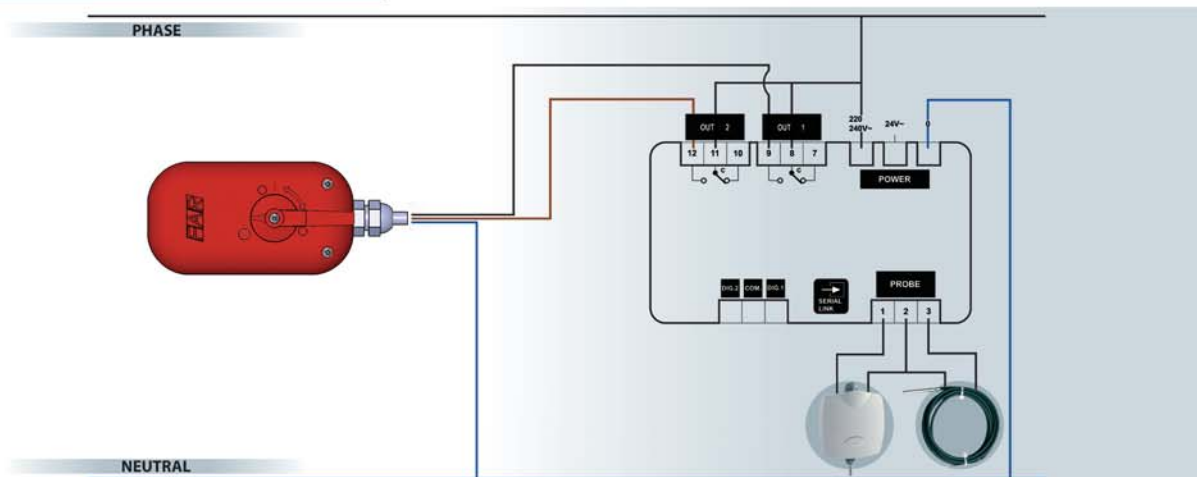 PHASE
220
240V~
24V~
OUT 2
OUT 1
12 11 10
9 8 7
C
C
POWER
FAR
DIG.2 COM. DIG.1
SERIAL
LINK
PROBE
1 2 3
NEUTRAL